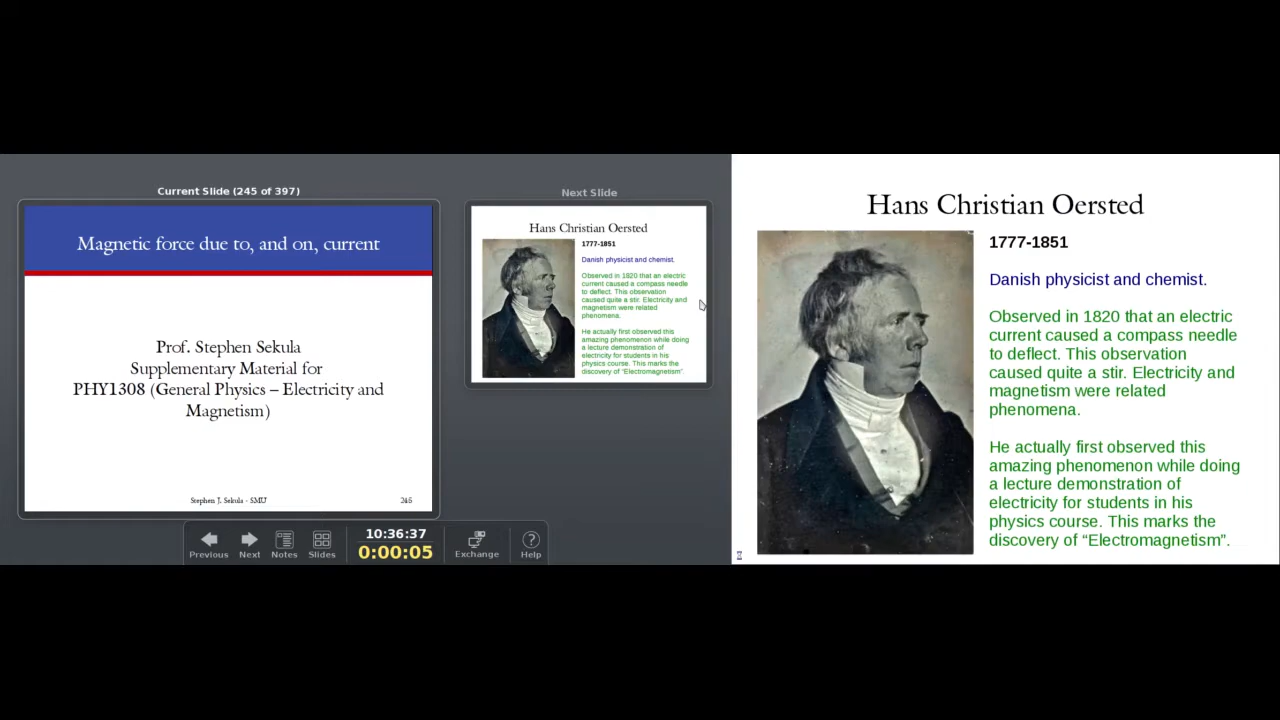 Current Slide (245 of 397)
Magnetic force due to, and on, current
Prof. Stephen Sekula
Supplementary Material for
PHY1308 (General Physics – Electricity and
Magnetism)
Stephen J. Sekula - SMU
245
Next Slide
Hans Christian Oersted
1777-1851
Danish physicist and chemist.
Observed in 1820 that an electric
current caused a compass needle
to deflect. This observation
caused quite a stir. Electricity and
magnetism were related
phenomena.
He actually first observed this
amazing phenomenon while doing
a lecture demonstration of
electricity for students in his
physics course. This marks the
discovery of “Electromagnetism”.
Previous
Next
Notes
Slides
10:36:37
0:00:05
Exchange
Help
Hans Christian Oersted
1777-1851
Danish physicist and chemist.
Observed in 1820 that an electric
current caused a compass needle
to deflect. This observation
caused quite a stir. Electricity and
magnetism were related
phenomena.
He actually first observed this
amazing phenomenon while doing
a lecture demonstration of
electricity for students in his
physics course. This marks the
discovery of “Electromagnetism”.